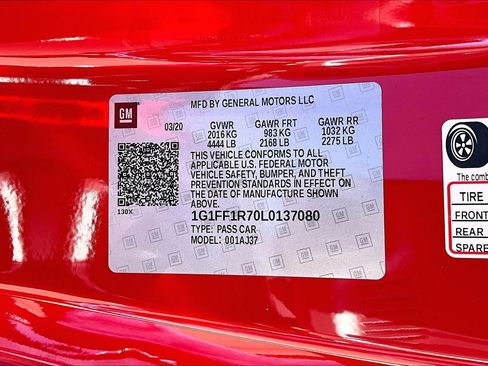 MFD BY GENERAL MOTORS LLC
GM
03/20 GVWR GAWR FRT GAWR RR
2016 KG 983 KG 1032 KG
4444 LB 2168 LB 2275 LB
THIS VEHICLE CONFORMS TO ALL
APPLICABLE U.S. FEDERAL MOTOR
VEHICLE SAFETY, BUMPER, AND THEFT
PREVENTION STANDARDS IN EFFECT ON
THE DATE OF MANUFACTURE SHOWN
ABOVE.
130X
1G1FF1R70L0137080
TYPE: PASS CAR
MODEL: 001AJ37
The comb
TIRE
FRONT
REAR
SPARE